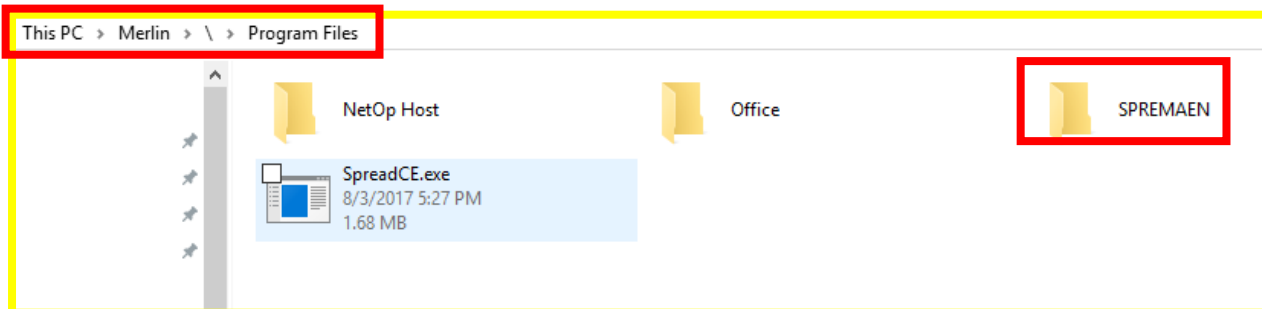 This PC > Merlin > \ > Program Files
NetOp Host
Office
SPREMAEN
SpreadCE.exe
8/3/2017 5:27 PM
1.68 MB